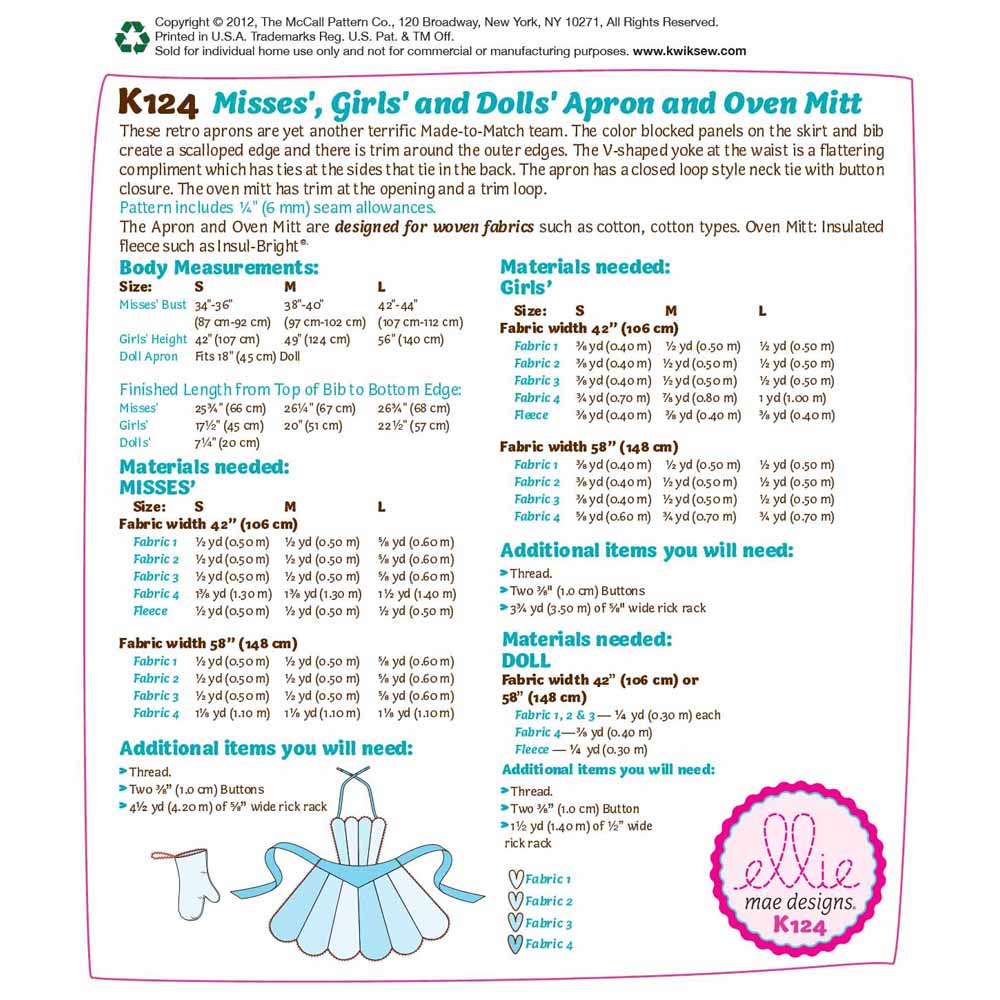 Copyright © 2012, The McCall Pattern Co., 120 Broadway, New York, NY 10271, All Rights Reserved.
Printed in U.S.A. Trademarks Reg. U.S. Pat. & TM Off.
Sold for individual home use only and not for commercial or manufacturing purposes. www.kwiksew.com
K124 Misses', Girls' and Dolls' Apron and Oven Mitt
These retro aprons are yet another terrific Made-to-Match team. The color blocked panels on the skirt and bib
create a scalloped edge and there is trim around the outer edges. The V-shaped yoke at the waist is a flattering
compliment which has ties at the sides that tie in the back. The apron has a closed loop style neck tie with button
closure. The oven mitt has trim at the opening and a trim loop.
Pattern includes ¼" (6 mm) seam allowances.
The Apron and Oven Mitt are designed for woven fabrics such as cotton, cotton types. Oven Mitt: Insulated
fleece such as Insul-Bright®.
Body Measurements:
Size: S M L
Misses' Bust 34"-36" 38"-40" 42"-44"
(87 cm-92 cm) (97 cm-102 cm) (107 cm-112 cm)
Girls' Height 42" (107 cm) 49" (124 cm) 56" (140 cm)
Doll Apron Fits 18" (45 cm) Doll
Finished Length from Top of Bib to Bottom Edge:
Misses' 25¾" (66 cm) 26¼" (67 cm) 26¾" (68 cm)
Girls' 17½" (45 cm) 20" (51 cm) 22½" (57 cm)
Dolls' 7¼" (20 cm)
Materials needed:
MISSES'
Size: S M L
Fabric width 42" (106 cm)
Fabric 1 ½ yd (0.50 m) ½ yd (0.50 m) ⅝ yd (0.60 m)
Fabric 2 ½ yd (0.50 m) ½ yd (0.50 m) ⅝ yd (0.60 m)
Fabric 3 ½ yd (0.50 m) ½ yd (0.50 m) ⅝ yd (0.60 m)
Fabric 4 1⅜ yd (1.30 m) 1⅜ yd (1.30 m) 1½ yd (1.40 m)
Fleece ½ yd (0.50 m) ½ yd (0.50 m) ½ yd (0.50 m)
Fabric width 58" (148 cm)
Fabric 1 ½ yd (0.50 m) ½ yd (0.50 m) ⅝ yd (0.60 m)
Fabric 2 ½ yd (0.50 m) ½ yd (0.50 m) ⅝ yd (0.60 m)
Fabric 3 ½ yd (0.50 m) ½ yd (0.50 m) ⅝ yd (0.60 m)
Fabric 4 1⅛ yd (1.10 m) 1⅛ yd (1.10 m) 1⅛ yd (1.10 m)
Additional items you will need:
Thread.
Two ⅜" (1.0 cm) Buttons
4½ yd (4.20 m) of ⅝" wide rick rack
Materials needed:
Girls'
Size: S M L
Fabric width 42" (106 cm)
Fabric 1 ⅜ yd (0.40 m) ½ yd (0.50 m) ½ yd (0.50 m)
Fabric 2 ⅜ yd (0.40 m) ½ yd (0.50 m) ½ yd (0.50 m)
Fabric 3 ⅜ yd (0.40 m) ½ yd (0.50 m) ½ yd (0.50 m)
Fabric 4 ¾ yd (0.70 m) ⅞ yd (0.80 m) 1 yd (1.00 m)
Fleece ⅜ yd (0.40 m) ⅜ yd (0.40 m) ⅜ yd (0.40 m)
Fabric width 58" (148 cm)
Fabric 1 ⅜ yd (0.40 m) ½ yd (0.50 m) ½ yd (0.50 m)
Fabric 2 ⅜ yd (0.40 m) ½ yd (0.50 m) ½ yd (0.50 m)
Fabric 3 ⅜ yd (0.40 m) ½ yd (0.50 m) ½ yd (0.50 m)
Fabric 4 ⅝ yd (0.60 m) ¾ yd (0.70 m) ¾ yd (0.70 m)
Additional items you will need:
Thread.
Two ⅜" (1.0 cm) Buttons
3¾ yd (3.50 m) of ⅝" wide rick rack
Materials needed:
DOLL
Fabric width 42" (106 cm) or
58" (148 cm)
Fabric 1, 2 & 3 — ¼ yd (0.30 m) each
Fabric 4 — ⅜ yd (0.40 m)
Fleece — ¼ yd (0.30 m)
Additional items you will need:
Thread.
Two ⅜" (1.0 cm) Button
1½ yd (1.40 m) of ½" wide
rick rack
Fabric 1
Fabric 2
Fabric 3
Fabric 4
ellie
mae designs®
K124